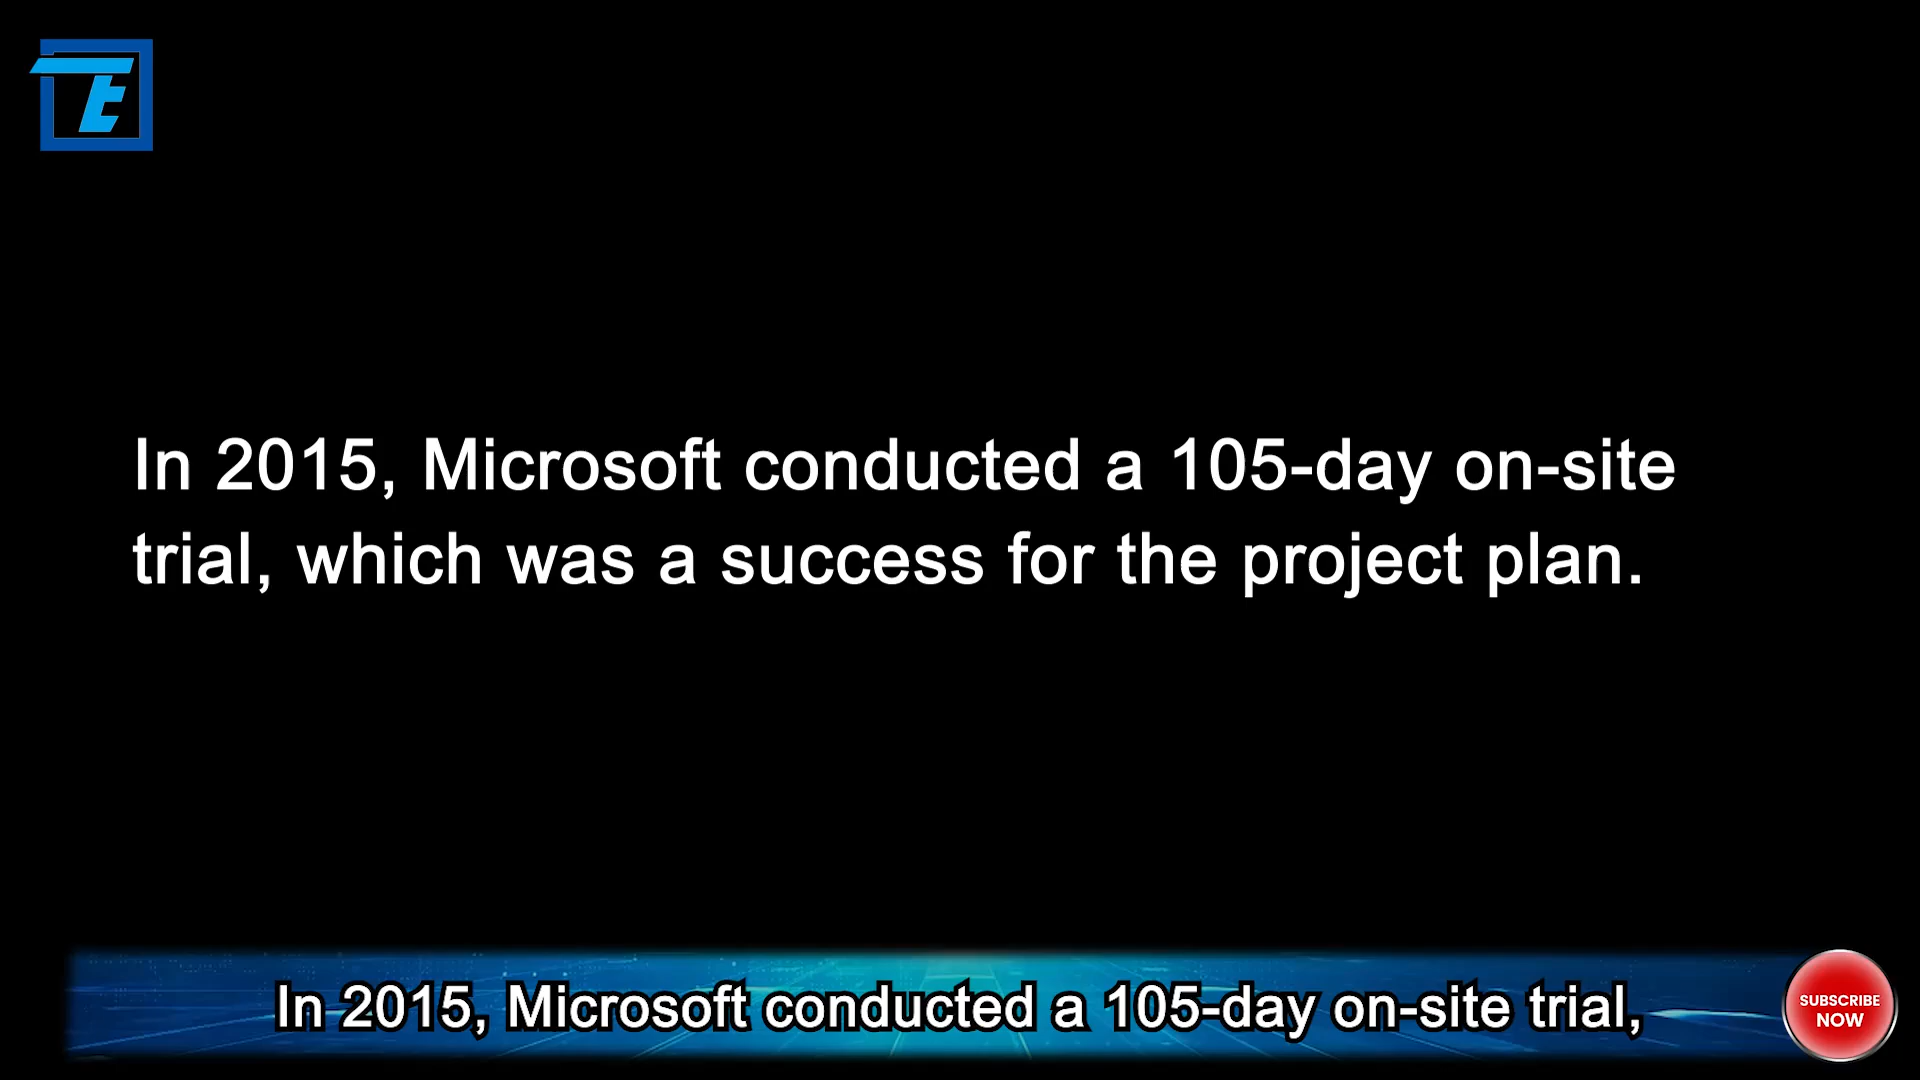 TE
In 2015, Microsoft conducted a 105-day on-site
trial, which was a success for the project plan.
In 2015, Microsoft conducted a 105-day on-site trial,
SUBSCRIBE
NOW